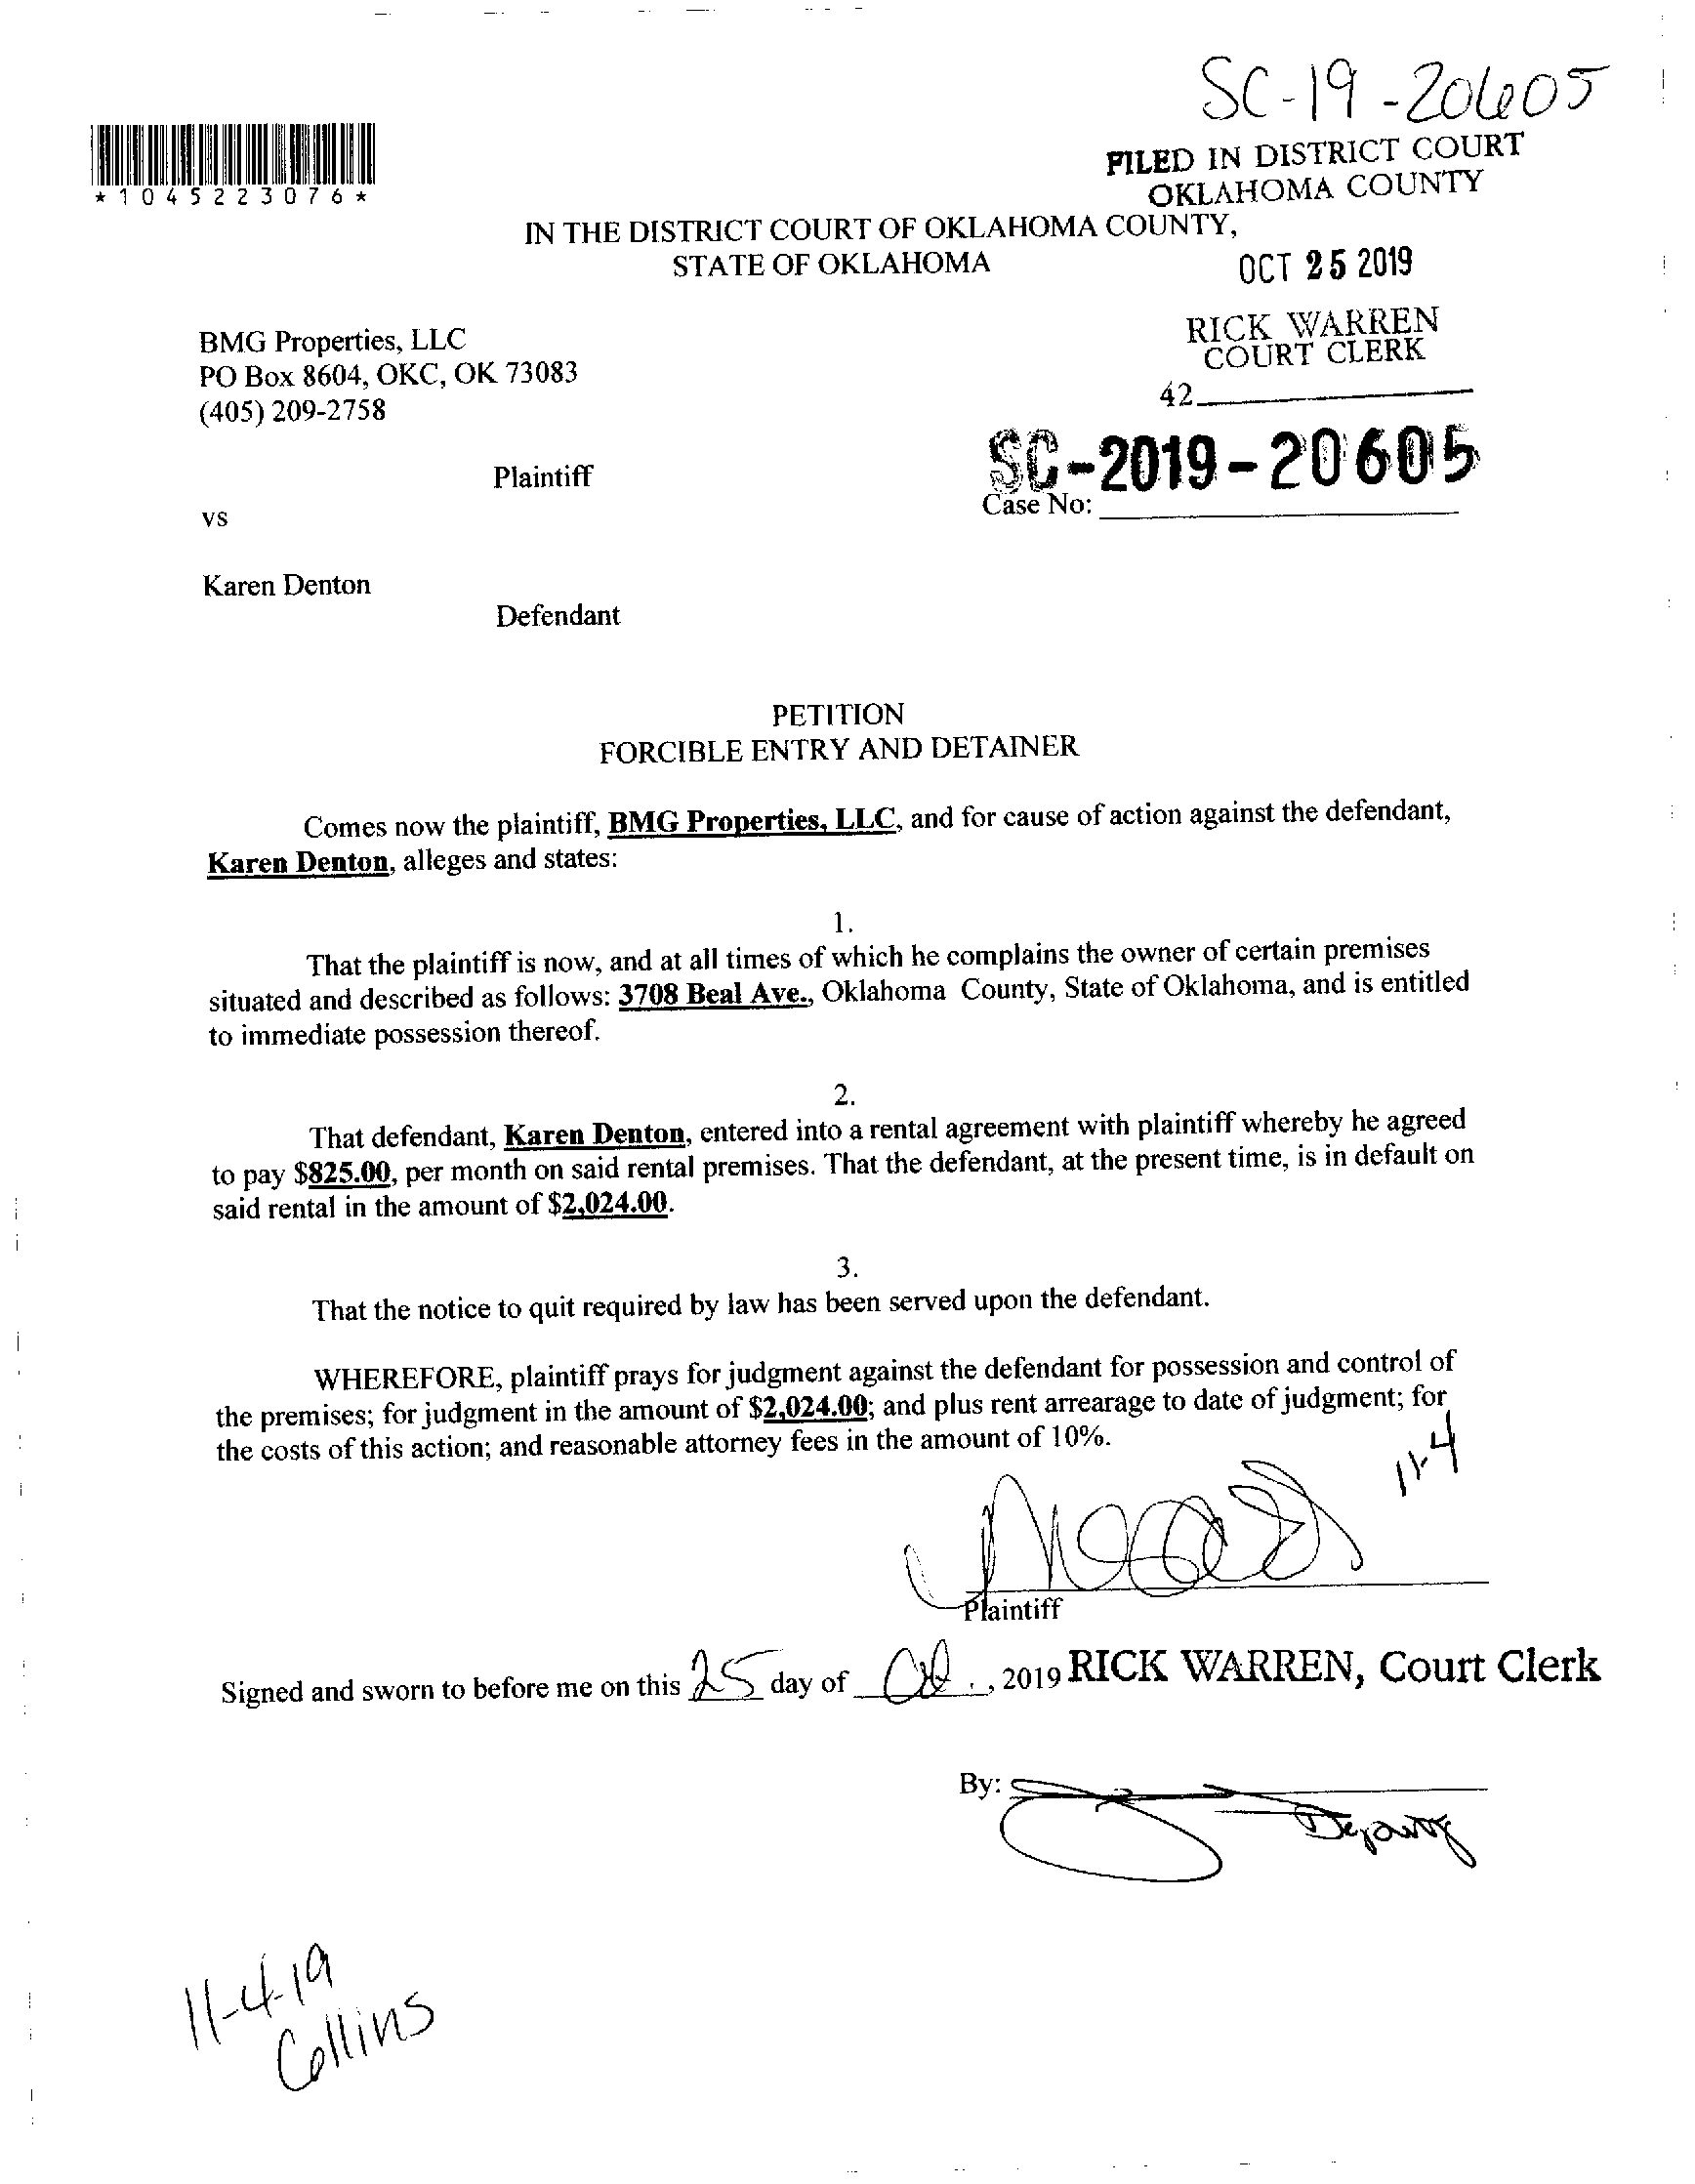 SC-19-20605
FILED IN DISTRICT COURT
OKLAHOMA COUNTY
*1045223076*
IN THE DISTRICT COURT OF OKLAHOMA COUNTY,
STATE OF OKLAHOMA
OCT 25 2019
RICK WARREN
COURT CLERK
42
BMG Properties, LLC
PO Box 8604, OKC, OK 73083
(405) 209-2758
Plaintiff
SC-2019-20605
Case No:
vs
Karen Denton
Defendant
PETITION
FORCIBLE ENTRY AND DETAINER
Comes now the plaintiff, BMG Properties, LLC, and for cause of action against the defendant,
Karen Denton, alleges and states:
1.
That the plaintiff is now, and at all times of which he complains the owner of certain premises
situated and described as follows: 3708 Beal Ave., Oklahoma County, State of Oklahoma, and is entitled
to immediate possession thereof.
2.
That defendant, Karen Denton, entered into a rental agreement with plaintiff whereby he agreed
to pay $825.00, per month on said rental premises. That the defendant, at the present time, is in default on
said rental in the amount of $2,024.00.
3.
That the notice to quit required by law has been served upon the defendant.
WHEREFORE, plaintiff prays for judgment against the defendant for possession and control of
the premises; for judgment in the amount of $2,024.00; and plus rent arrearage to date of judgment; for
the costs of this action; and reasonable attorney fees in the amount of 10%.
11-4
Plaintiff
Signed and sworn to before me on this 25 day of Oct., 2019 RICK WARREN, Court Clerk
By:
Deputy
11-4-19
Collins